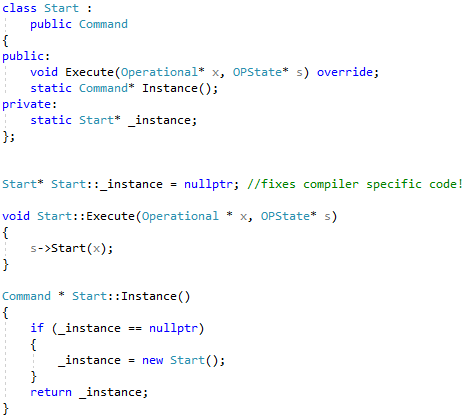 class Start :
    public Command
{
public:
    void Execute(Operational* x, OPState* s) override;
    static Command* Instance();
private:
    static Start* _instance;
};
Start* Start::_instance = nullptr; //fixes compiler specific code!
void Start::Execute(Operational * x, OPState* s)
{
    s->Start(x);
}
Command * Start::Instance()
{
    if (_instance == nullptr)
    {
        _instance = new Start();
    }
    return _instance;
}